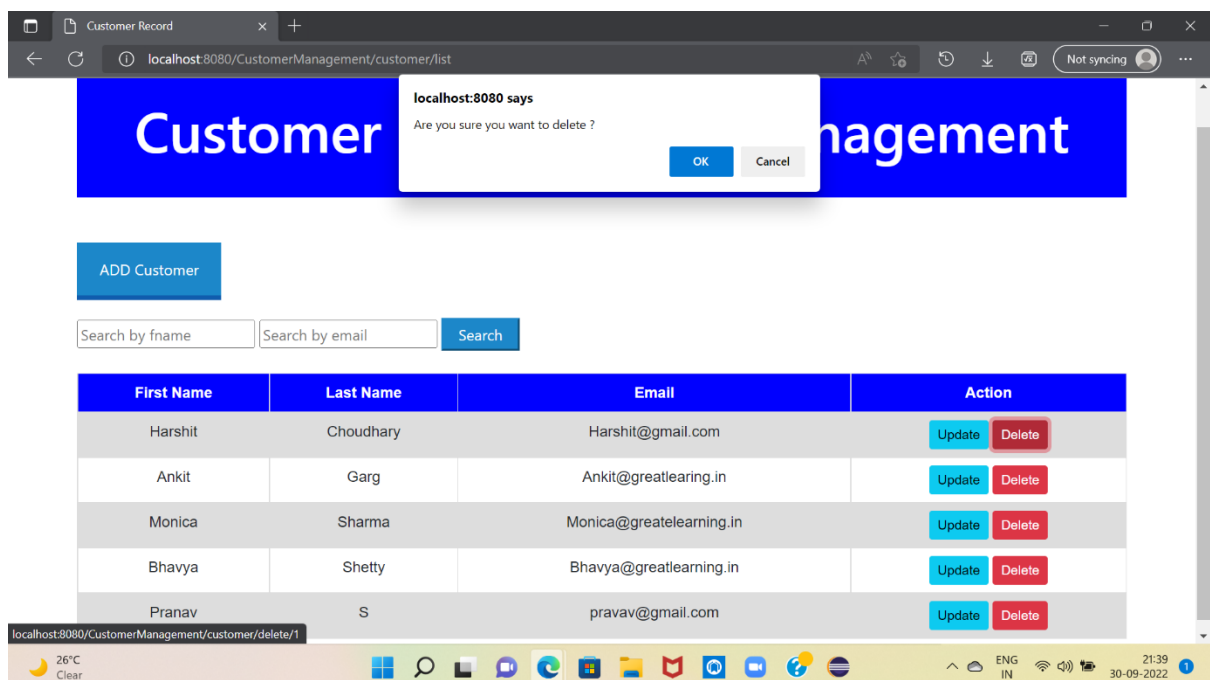 Customer Record
localhost:8080/CustomerManagement/customer/list
Not syncing
localhost:8080 says
Are you sure you want to delete ?
OK Cancel
Customer nagement
ADD Customer
Search by fname Search by email Search
First Name Last Name Email Action
Harshit Choudhary Harshit@gmail.com Update Delete
Ankit Garg Ankit@greatlearing.in Update Delete
Monica Sharma Monica@greatelearning.in Update Delete
Bhavya Shetty Bhavya@greatlearning.in Update Delete
Pranav S pravav@gmail.com Update Delete
localhost:8080/CustomerManagement/customer/delete/1
26°C
Clear
ENG
IN
21:39
30-09-2022
1